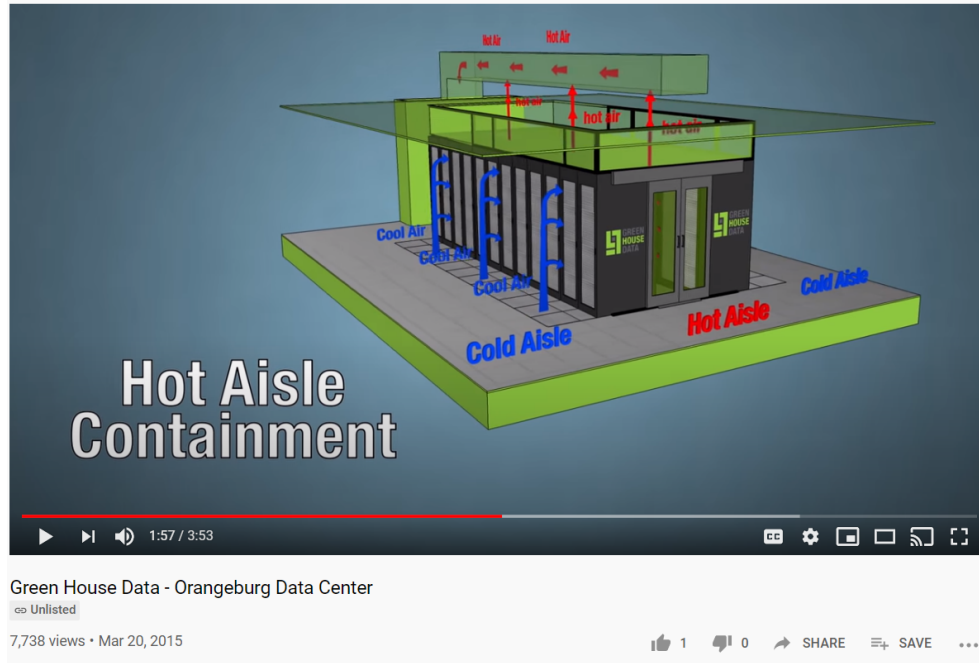 Hot Air
Hot Air
hot air
hot air
hot air
Cool Air
Cool Air
Cool Air
GREEN
HOUSE
DATA
GREEN
HOUSE
DATA
Cold Aisle
Hot Aisle
Cold Aisle
Hot Aisle
Containment
1:57 / 3:53
CC
Green House Data - Orangeburg Data Center
Unlisted
7,738 views • Mar 20, 2015
1
0
SHARE
SAVE